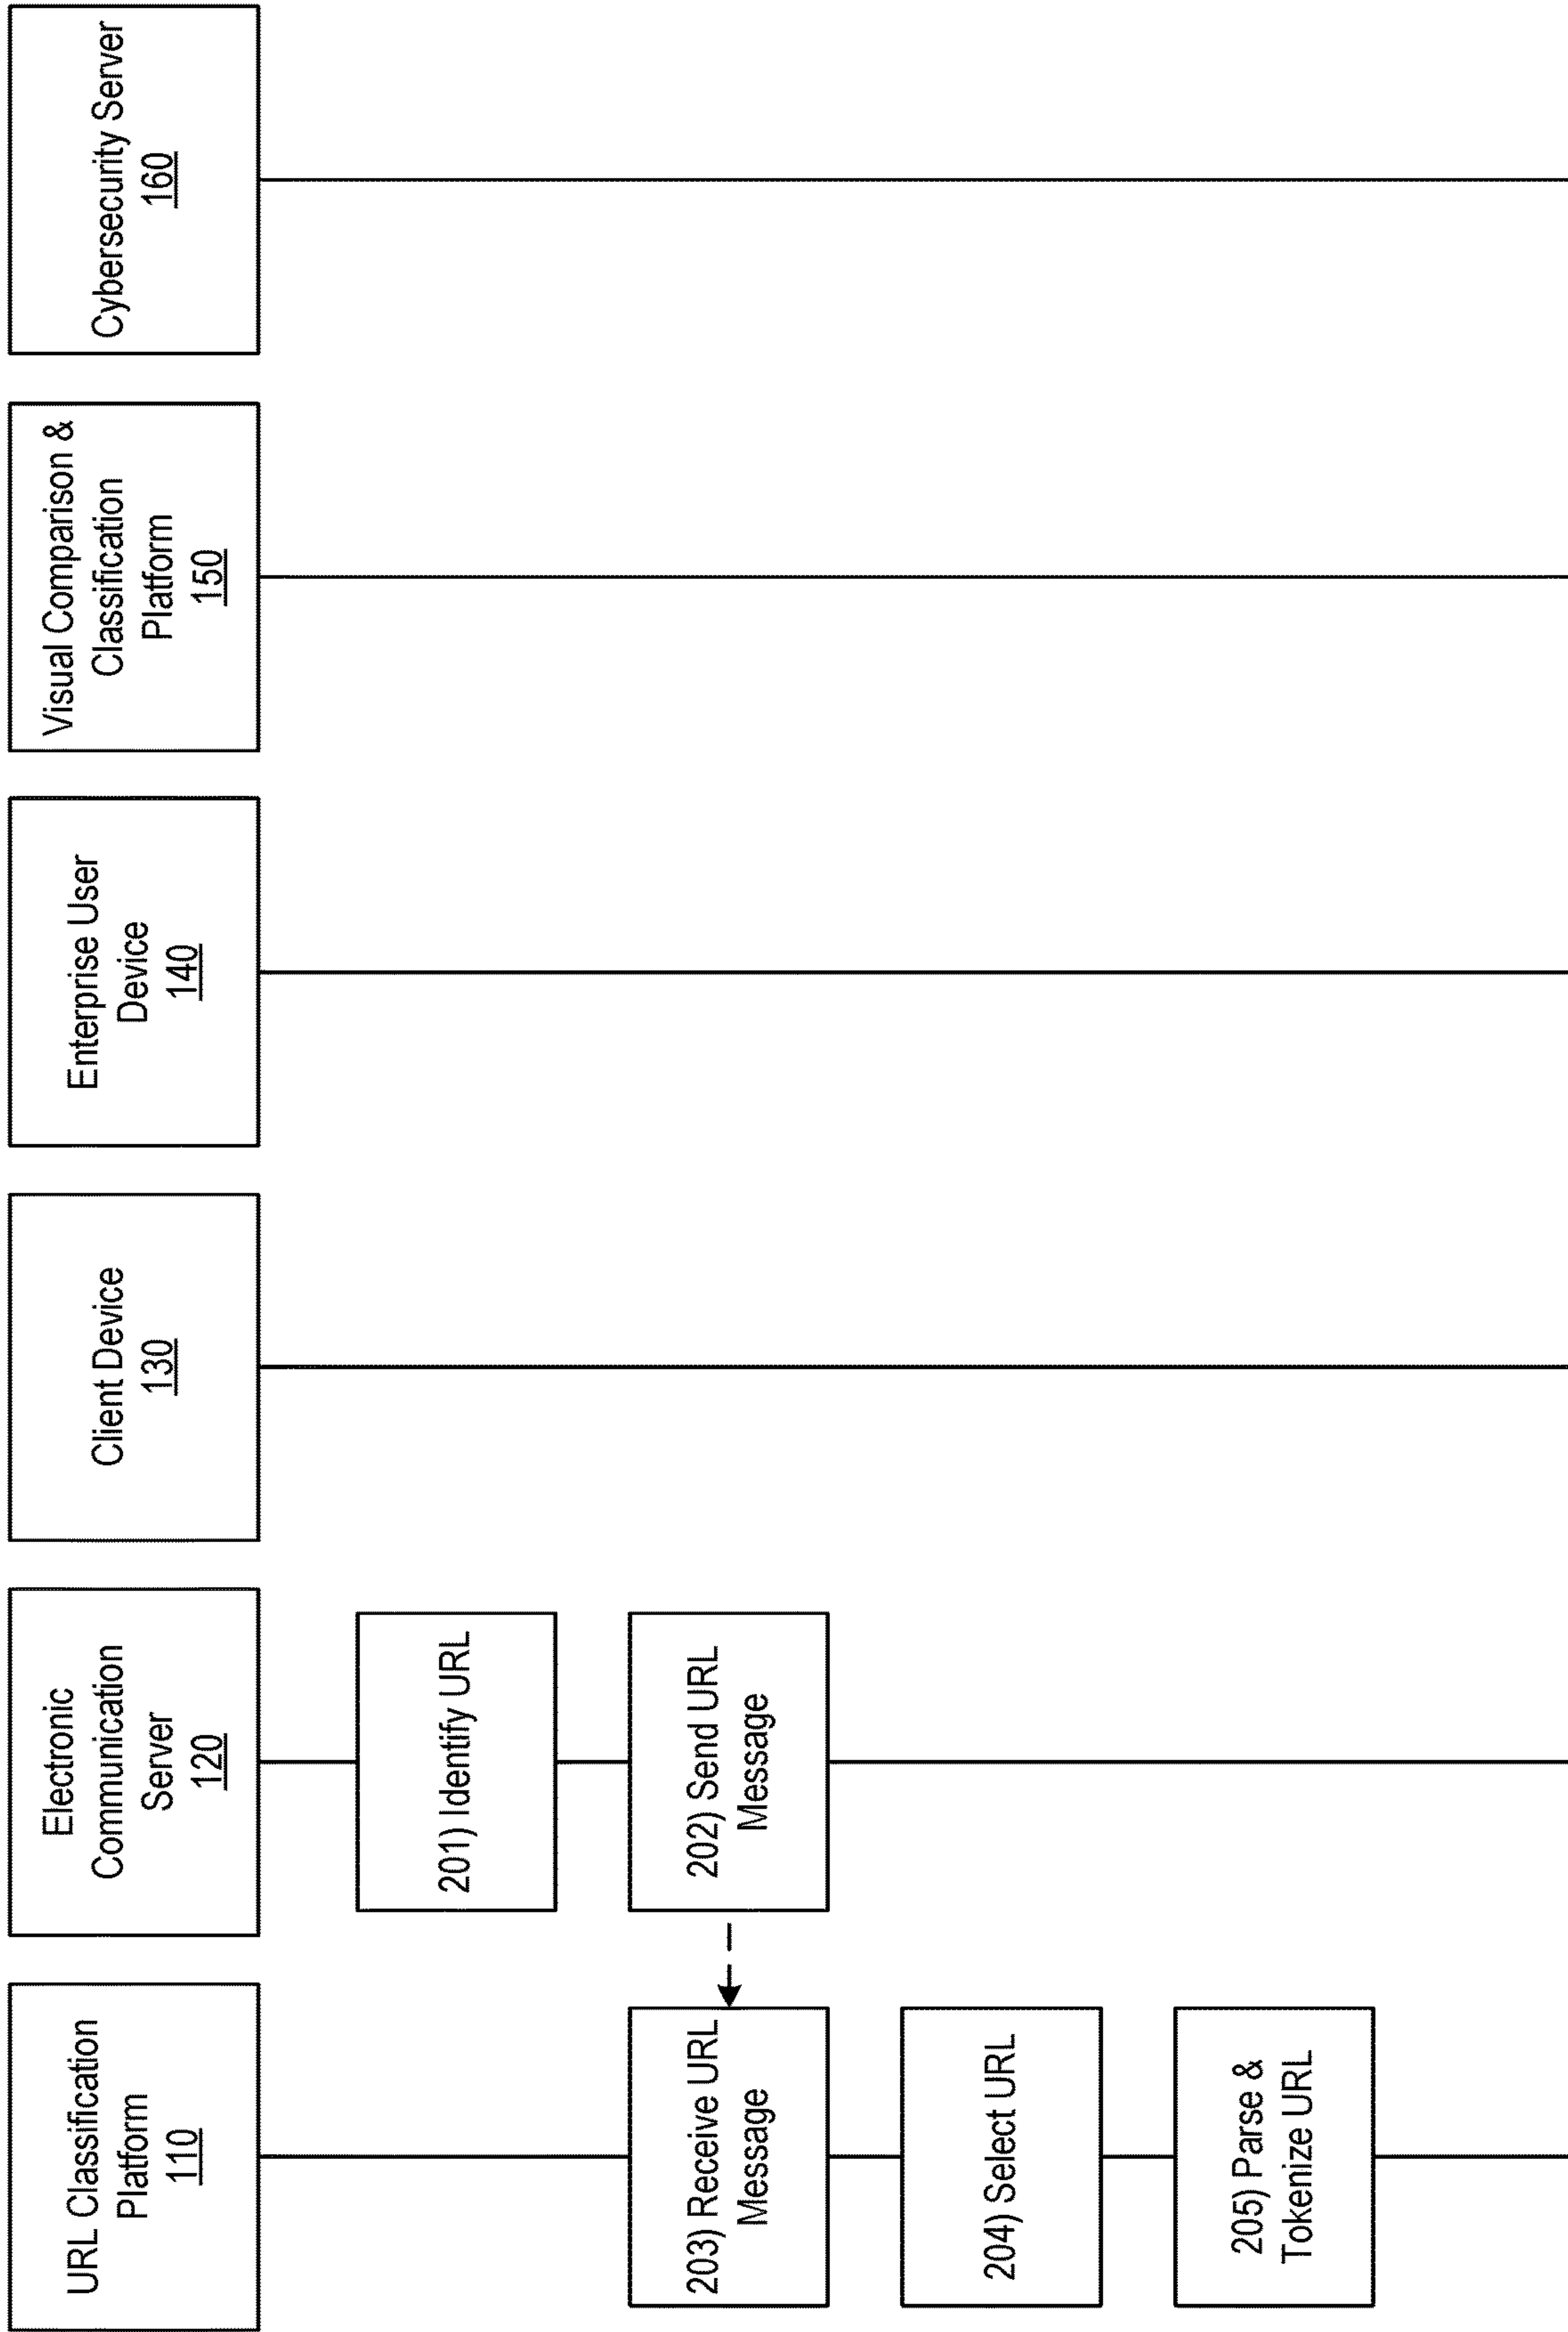 URL Classification
Platform
110
Electronic
Communication
Server
120
Client Device
130
Enterprise User
Device
140
Visual Comparison &
Classification
Platform
150
Cybersecurity Server
160
201) Identify URL
203) Receive URL
Message
202) Send URL
Message
204) Select URL
205) Parse &
Tokenize URL